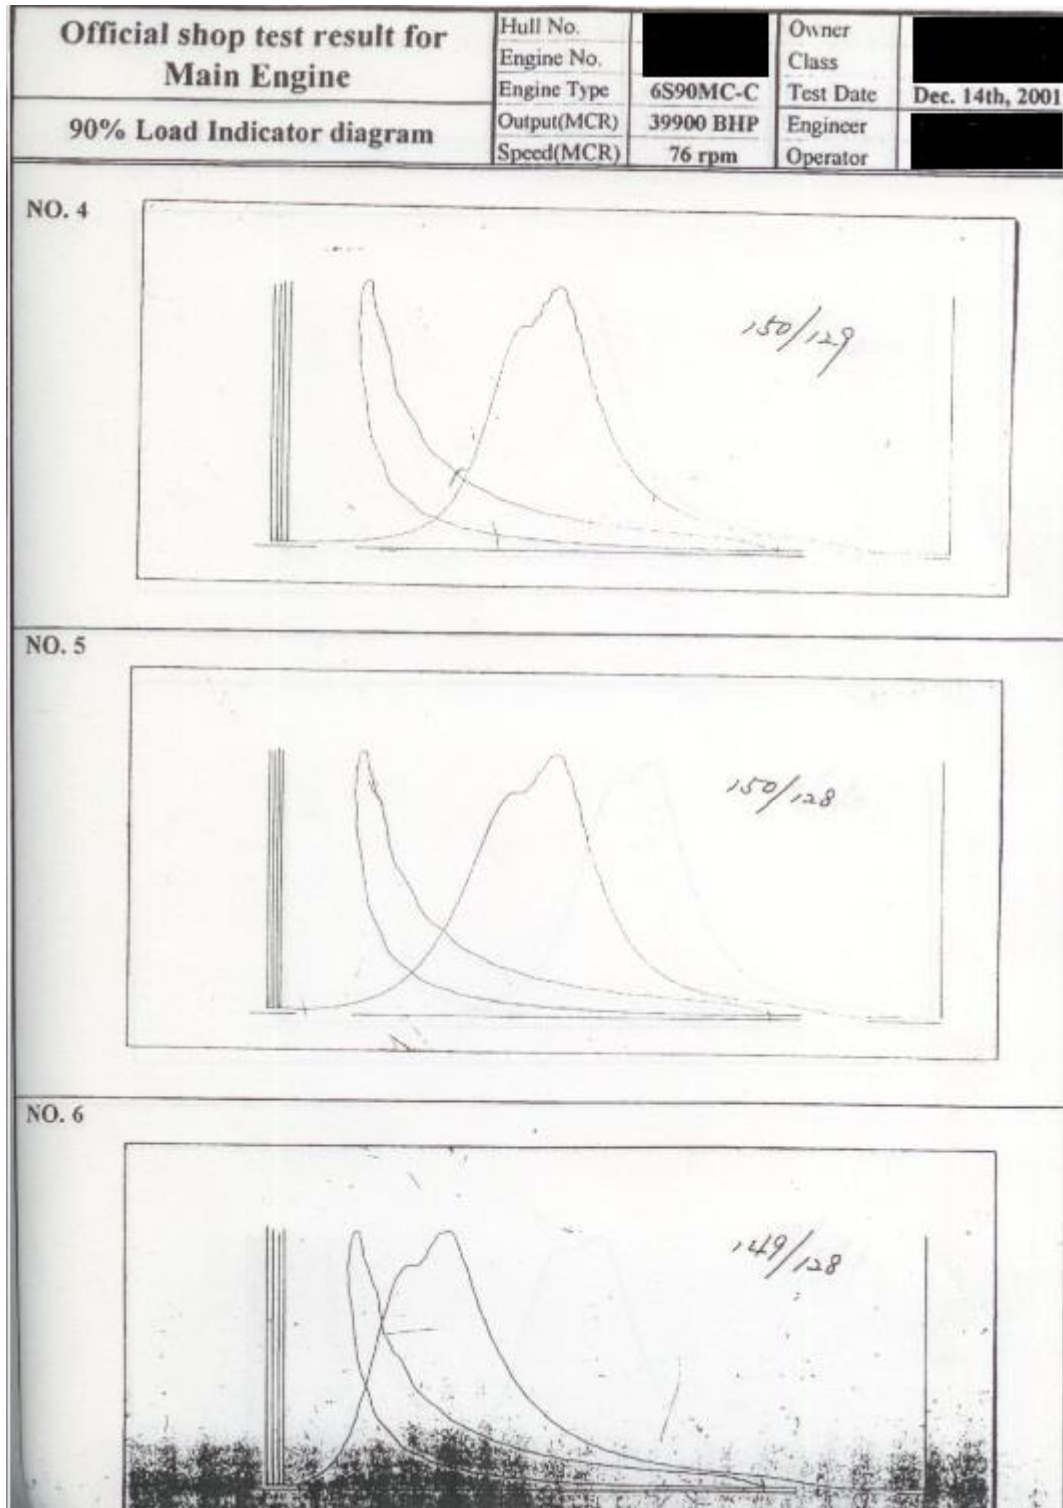 Official shop test result for
Main Engine
90% Load Indicator diagram
Hull No.
Engine No.
Engine Type 6S90MC-C
Output(MCR) 39900 BHP
Speed(MCR) 76 rpm
Owner
Class
Test Date Dec. 14th, 2001
Engineer
Operator
NO. 4
150/129
NO. 5
150/128
NO. 6
149/128